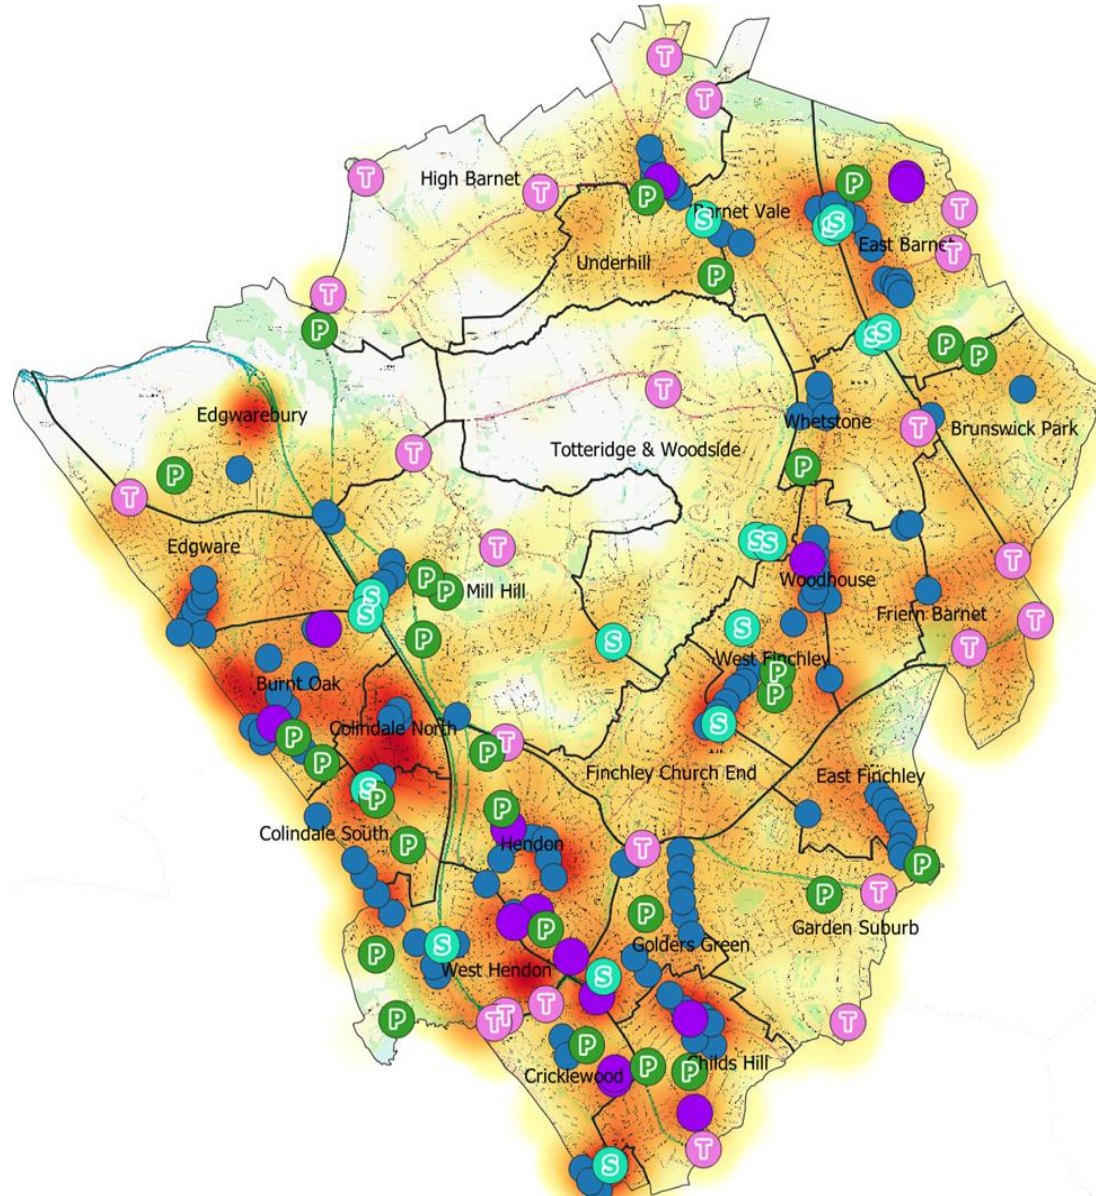 T
T
T
High Barnet
T
P
P
Barnet Vale
S
S
S
T
East Barnet
T
Underhill
P
T
P
S
S
P
P
T
Edgwarebury
Whetstone
T
Brunswick Park
Totteridge & Woodside
T
P
P
T
Edgware
T
S
S
T
Woodhouse
P
P
Mill Hill
S
S
Friern Barnet
T
T
S
P
S
West Finchley
P
P
Burnt Oak
Colindale North
S
P
P
P
T
Finchley Church End
East Finchley
S
P
P
Colindale South
P
Hendon
T
P
P
T
P
P
Garden Suburb
P
S
Golders Green
P
West Hendon
S
P
T
T
T
T
P
Cricklewood
P
P
Childs Hill
T
S